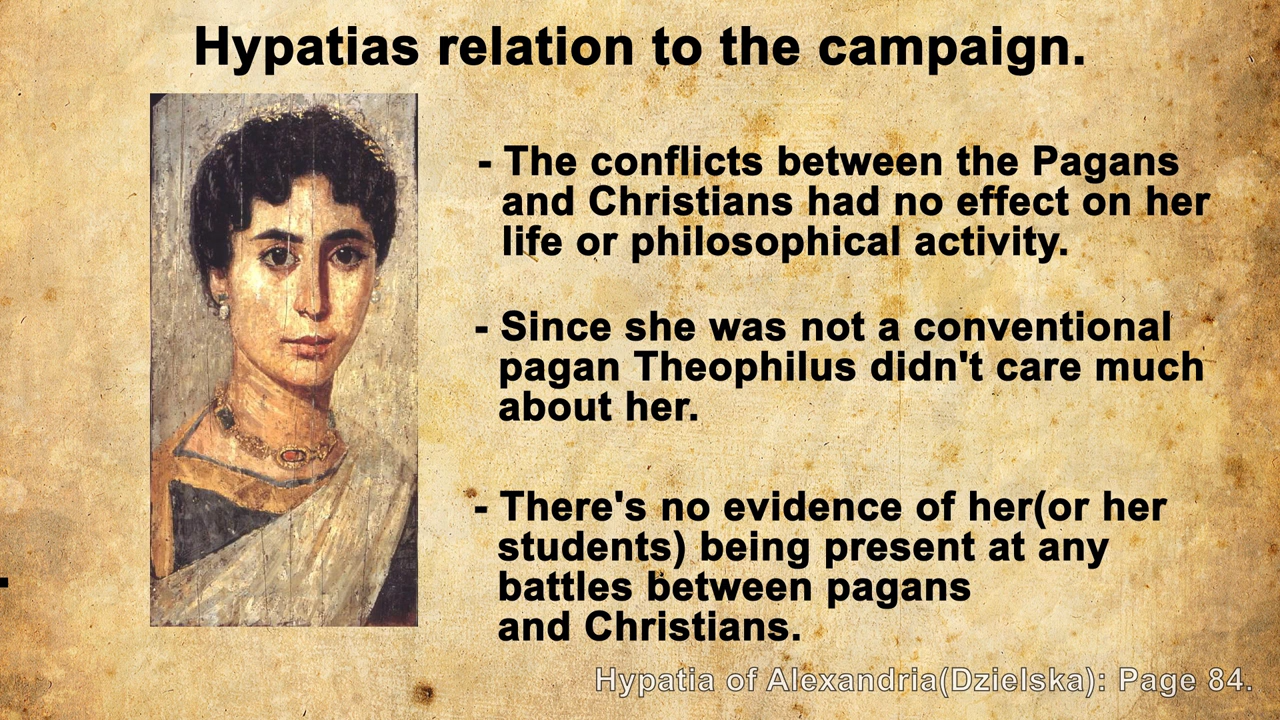 Hypatias relation to the campaign.
- The conflicts between the Pagans
and Christians had no effect on her
life or philosophical activity.
- Since she was not a conventional
pagan Theophilus didn't care much
about her.
- There's no evidence of her(or her
students) being present at any
battles between pagans
and Christians.
Hypatia of Alexandria(Dzielska): Page 84.